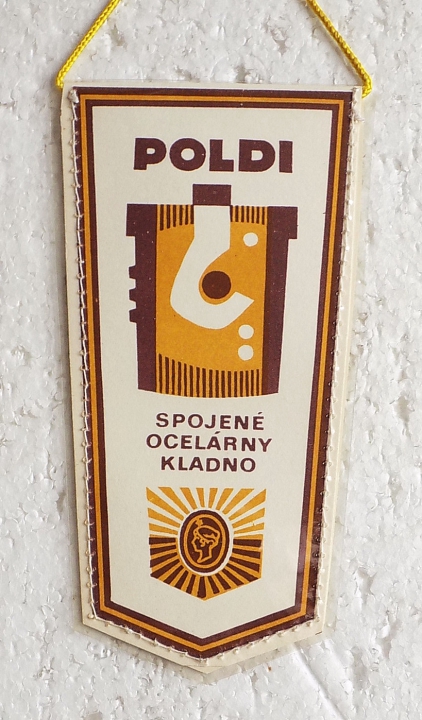 POLDI
SPOJENÉ
OCELÁRNY
KLADNO